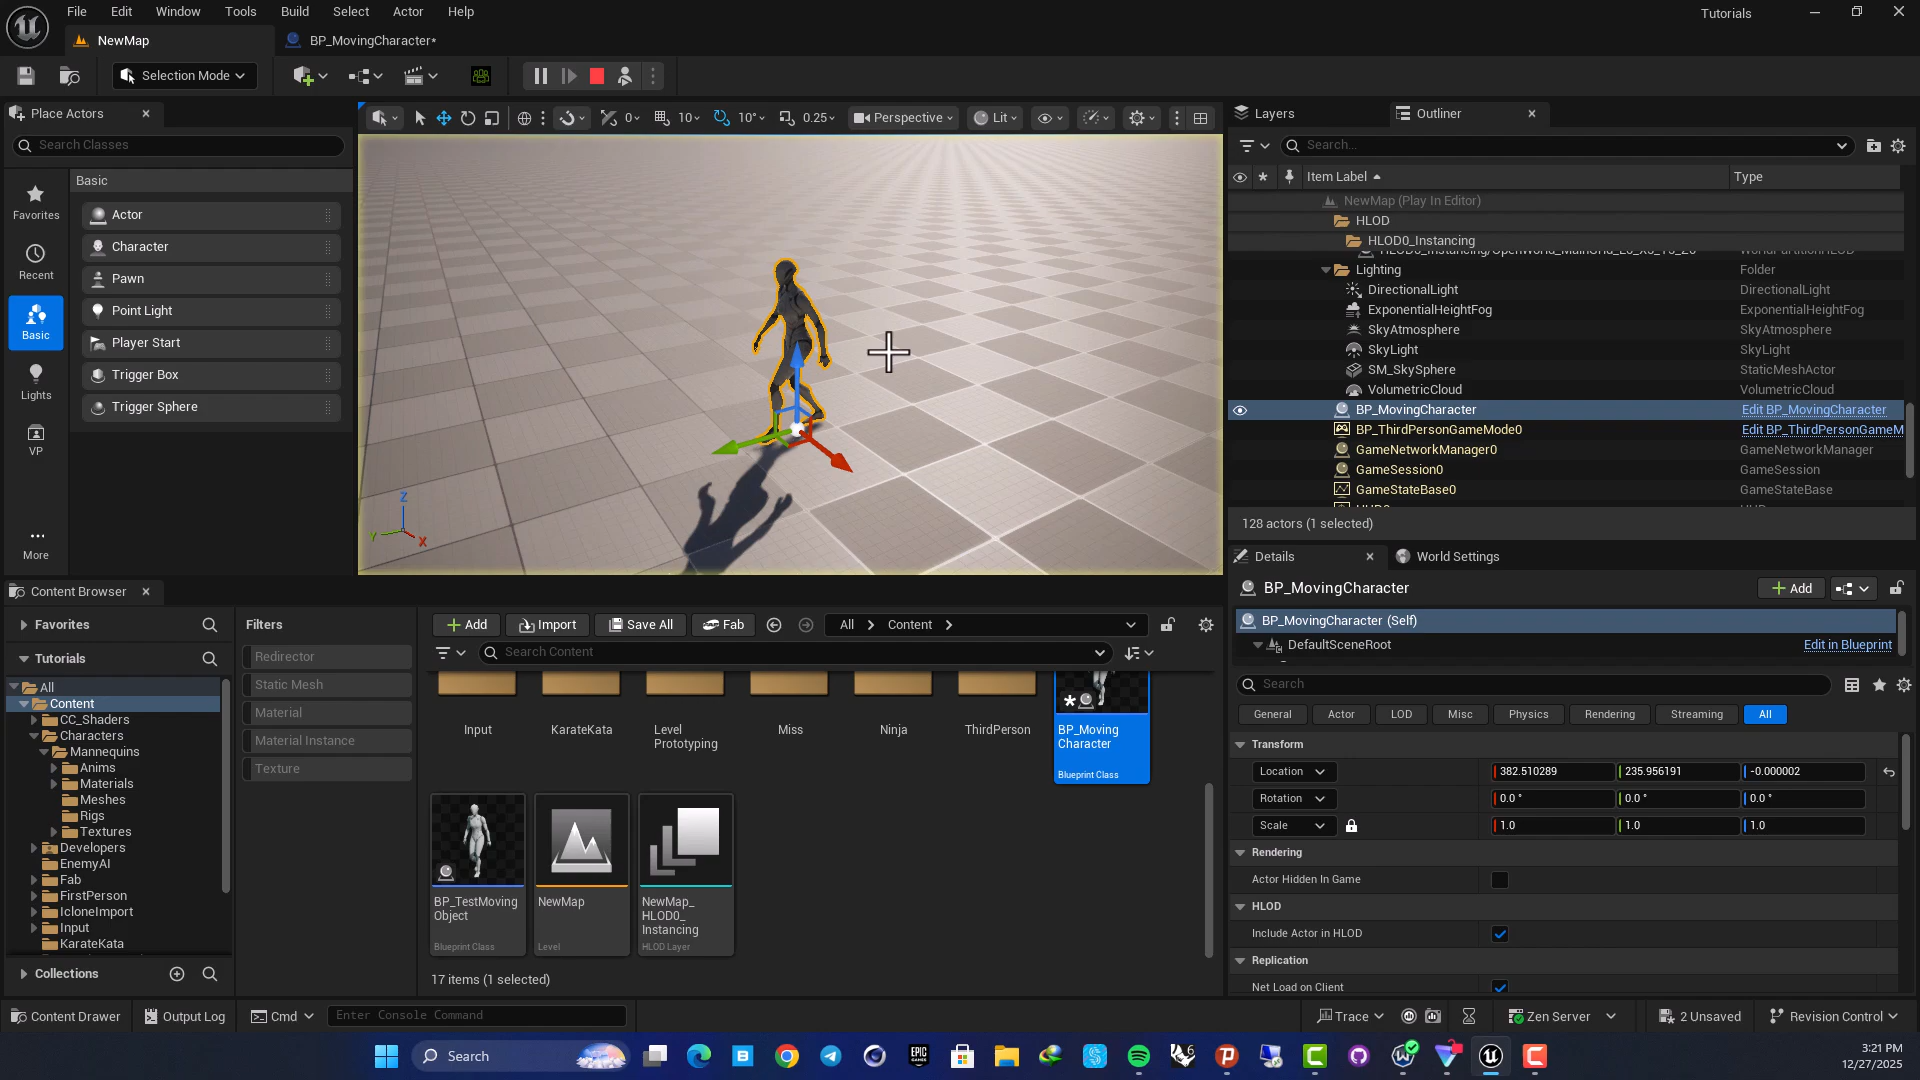 File Edit Window Tools Build Select Actor Help
Tutorials
NewMap
BP_MovingCharacter*
Selection Mode
Place Actors
Search Classes
Favorites
Recent
Basic
Lights
VP
More
Basic
Actor
Character
Pawn
Point Light
Player Start
Trigger Box
Trigger Sphere
0 10 10° 0.25 Perspective Lit
Z
Y
X
Layers
Outliner
Search...
Item Label
Type
NewMap (Play In Editor)
HLOD
HLOD0_Instancing
Lighting Folder
DirectionalLight DirectionalLight
ExponentialHeightFog ExponentialHeightFog
SkyAtmosphere SkyAtmosphere
SkyLight SkyLight
SM_SkySphere StaticMeshActor
VolumetricCloud VolumetricCloud
BP_MovingCharacter Edit BP_MovingCharacter
BP_ThirdPersonGameMode0 Edit BP_ThirdPersonGameM
GameNetworkManager0 GameNetworkManager
GameSession0 GameSession
GameStateBase0 GameStateBase
128 actors (1 selected)
Details
World Settings
BP_MovingCharacter
Add
BP_MovingCharacter (Self)
DefaultSceneRoot Edit in Blueprint
Search
General Actor LOD Misc Physics Rendering Streaming All
Transform
Location 382.510289 235.956191 -0.000002
Rotation 0.0 ° 0.0 ° 0.0 °
Scale 1.0 1.0 1.0
Rendering
Actor Hidden In Game
HLOD
Include Actor in HLOD
Replication
Net Load on Client
Content Browser
Favorites
Tutorials
All
Content
CC_Shaders
Characters
Mannequins
Anims
Materials
Meshes
Rigs
Textures
Developers
EnemyAI
Fab
FirstPerson
IcloneImport
Input
KarateKata
Collections
Filters
Redirector
Static Mesh
Material
Material Instance
Texture
Add Import Save All Fab All Content
Search Content
Input
KarateKata
Level
Prototyping
Miss
Ninja
ThirdPerson
BP_Moving
Character
Blueprint Class
BP_TestMoving
Object
Blueprint Class
NewMap
Level
NewMap_
HLOD0_
Instancing
HLOD Layer
17 items (1 selected)
Content Drawer Output Log Cmd Enter Console Command
Trace Zen Server 2 Unsaved Revision Control
Search
EPIC
GAMES
3:21 PM
12/27/2025